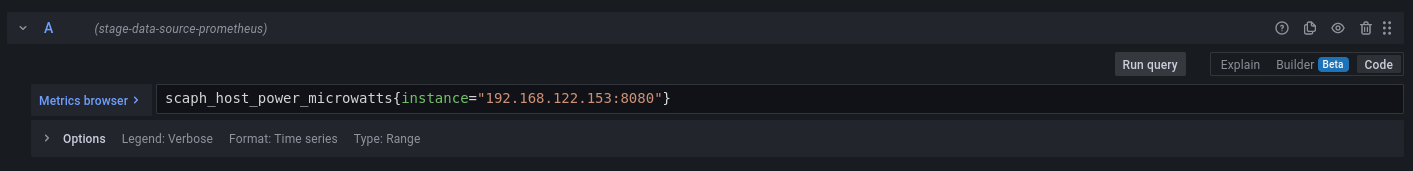 A (stage-data-source-prometheus)
Run query Explain Builder Beta Code
Metrics browser > scaph_host_power_microwatts{instance="192.168.122.153:8080"}
Options Legend: Verbose Format: Time series Type: Range